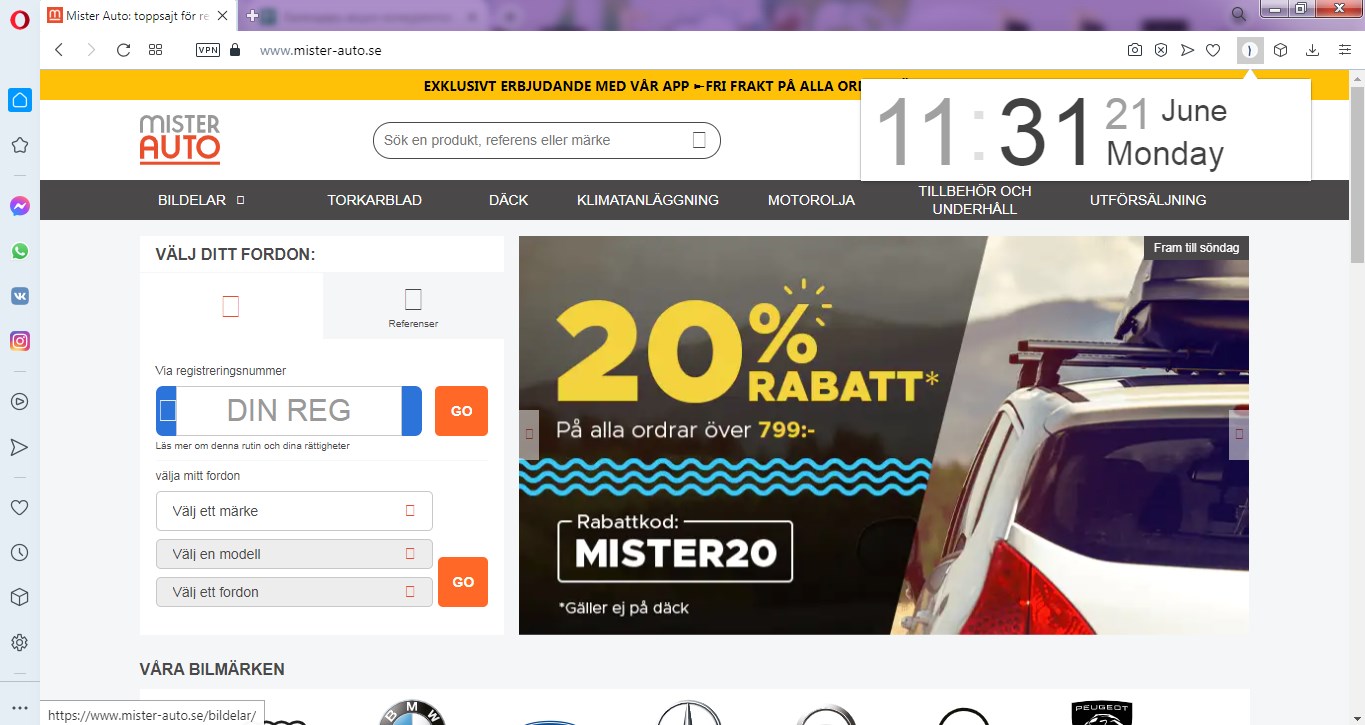 Mister Auto: toppsajt för re
VPN
www.mister-auto.se
EXKLUSIVT ERBJUDANDE MED VÅR APP ►FRI FRAKT PÅ ALLA
11:31
21 June
Monday
MISTER
AUTO
Sök en produkt, referens eller märke
BILDELAR
TORKARBLAD
DÄCK
KLIMATANLÄGGNING
MOTOROLJA
TILLBEHÖR OCH
UNDERHÅLL
UTFÖRSÄLJNING
VÄLJ DITT FORDON:
Referenser
Via registreringsnummer
DIN REG
GO
Läs mer om denna rutin och dina rättigheter
välja mitt fordon
Välj ett märke
Välj en modell
Välj ett fordon
GO
Fram till söndag
20%
RABATT*
På alla ordrar över 799:-
Rabattkod:
MISTER20
*Gäller ej på däck
VÅRA BILMÄRKEN
BMW
PEUGEOT
https://www.mister-auto.se/bildelar/